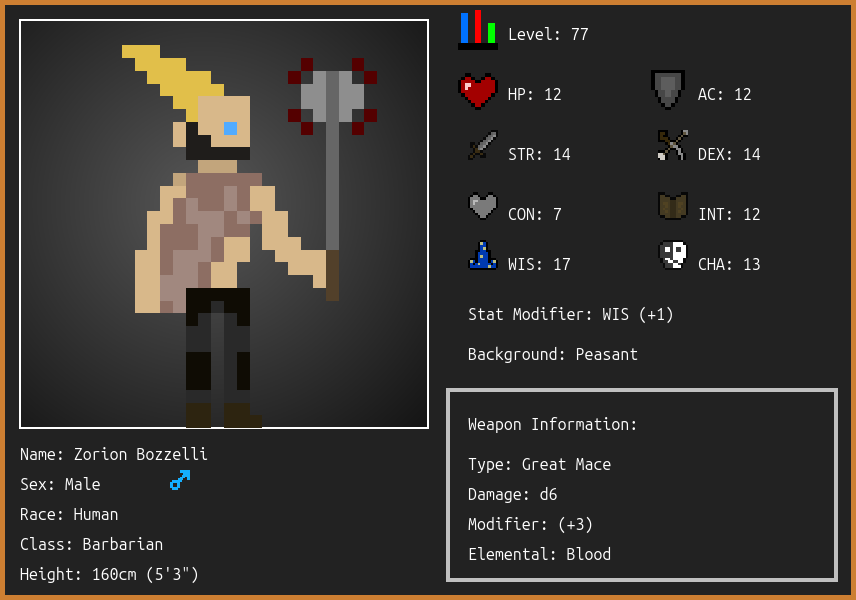 Level: 77
HP: 12
AC: 12
STR: 14
DEX: 14
CON: 7
INT: 12
WIS: 17
CHA: 13
Stat Modifier: WIS (+1)
Background: Peasant
Weapon Information:
Type: Great Mace
Damage: d6
Modifier: (+3)
Elemental: Blood
Name: Zorion Bozzelli
Sex: Male
Race: Human
Class: Barbarian
Height: 160cm (5'3")